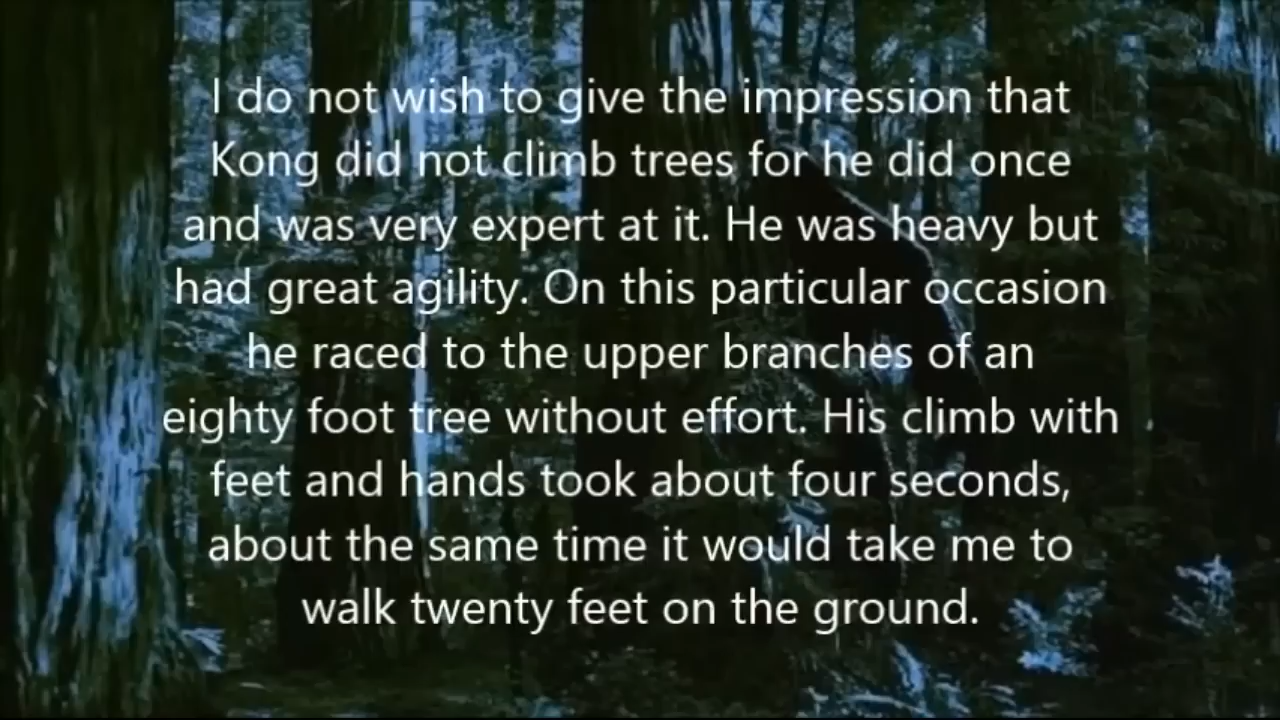 I do not wish to give the impression that
Kong did not climb trees for he did once
and was very expert at it. He was heavy but
had great agility. On this particular occasion
he raced to the upper branches of an
eighty foot tree without effort. His climb with
feet and hands took about four seconds,
about the same time it would take me to
walk twenty feet on the ground.